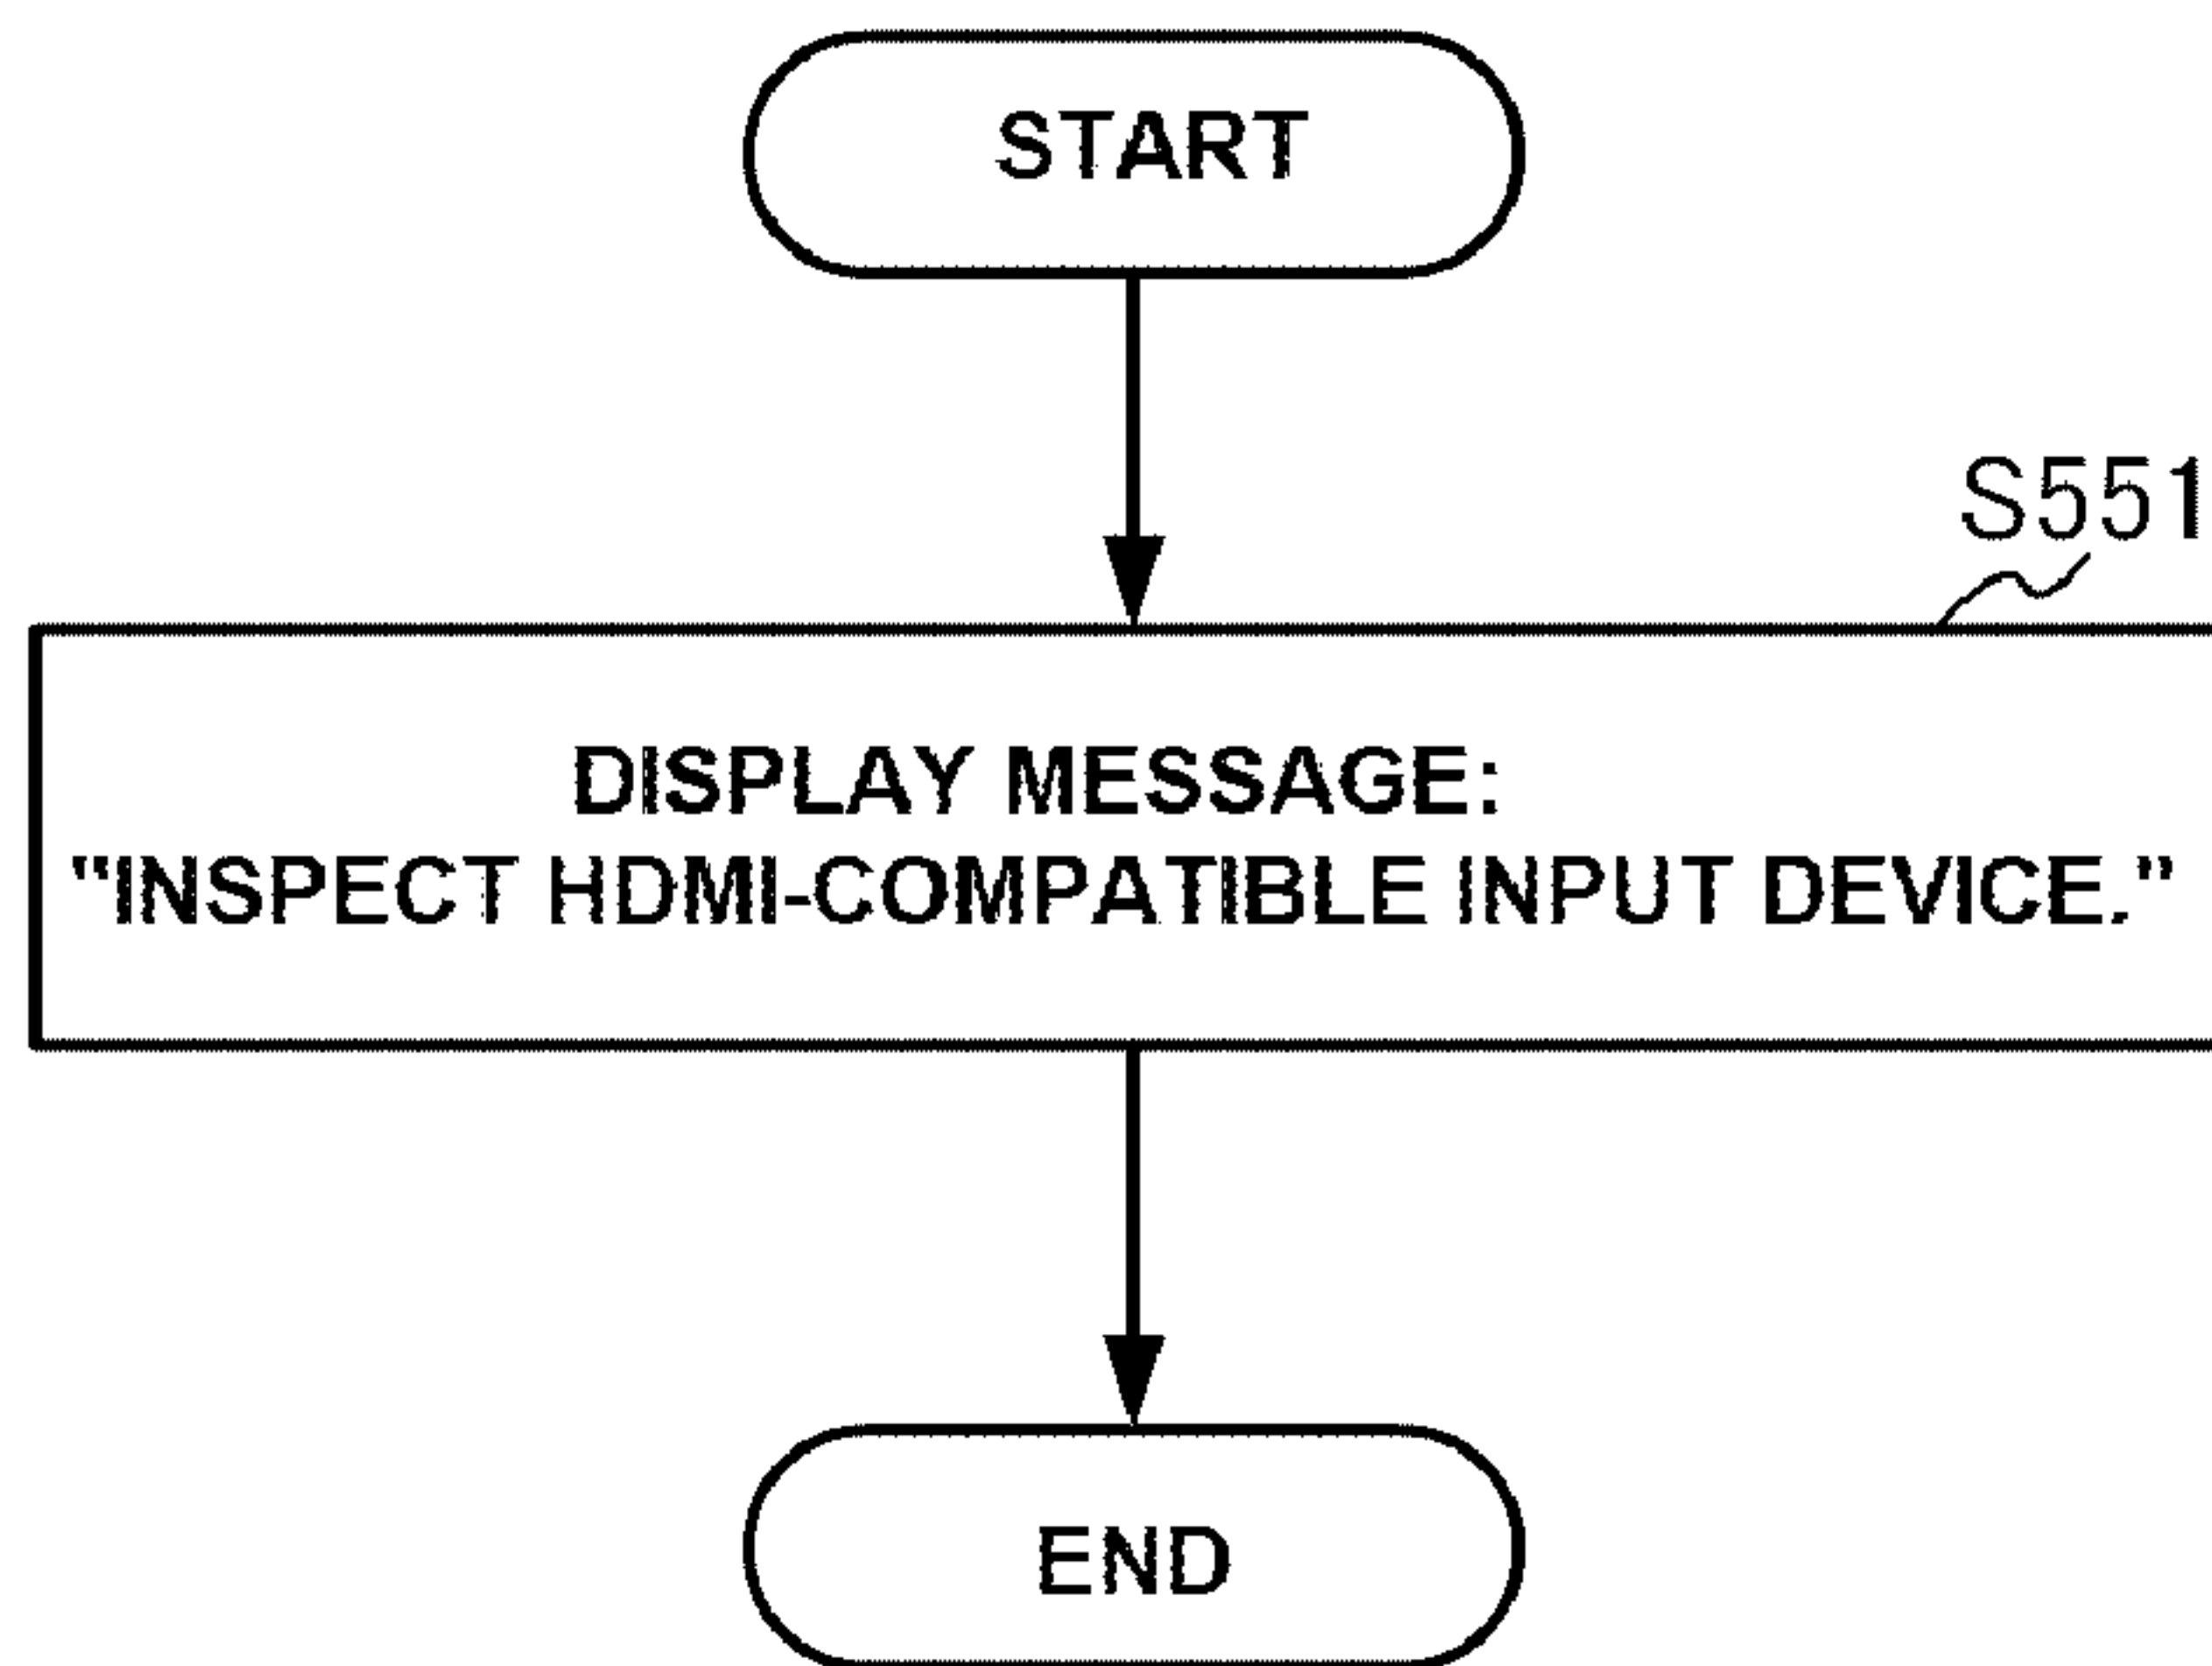 START
S551
DISPLAY MESSAGE:
"INSPECT HDMI-COMPATIBLE INPUT DEVICE."
END